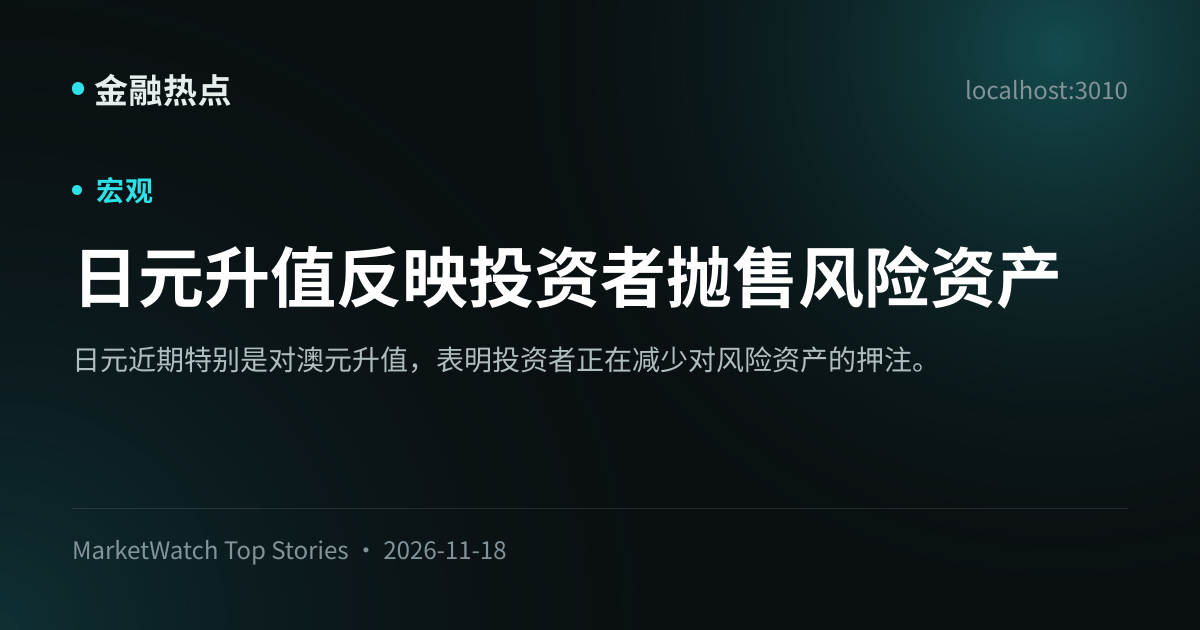 金融热点
localhost:3010
宏观
日元升值反映投资者抛售风险资产
日元近期特别是对澳元升值，表明投资者正在减少对风险资产的押注。
MarketWatch Top Stories · 2026-11-18